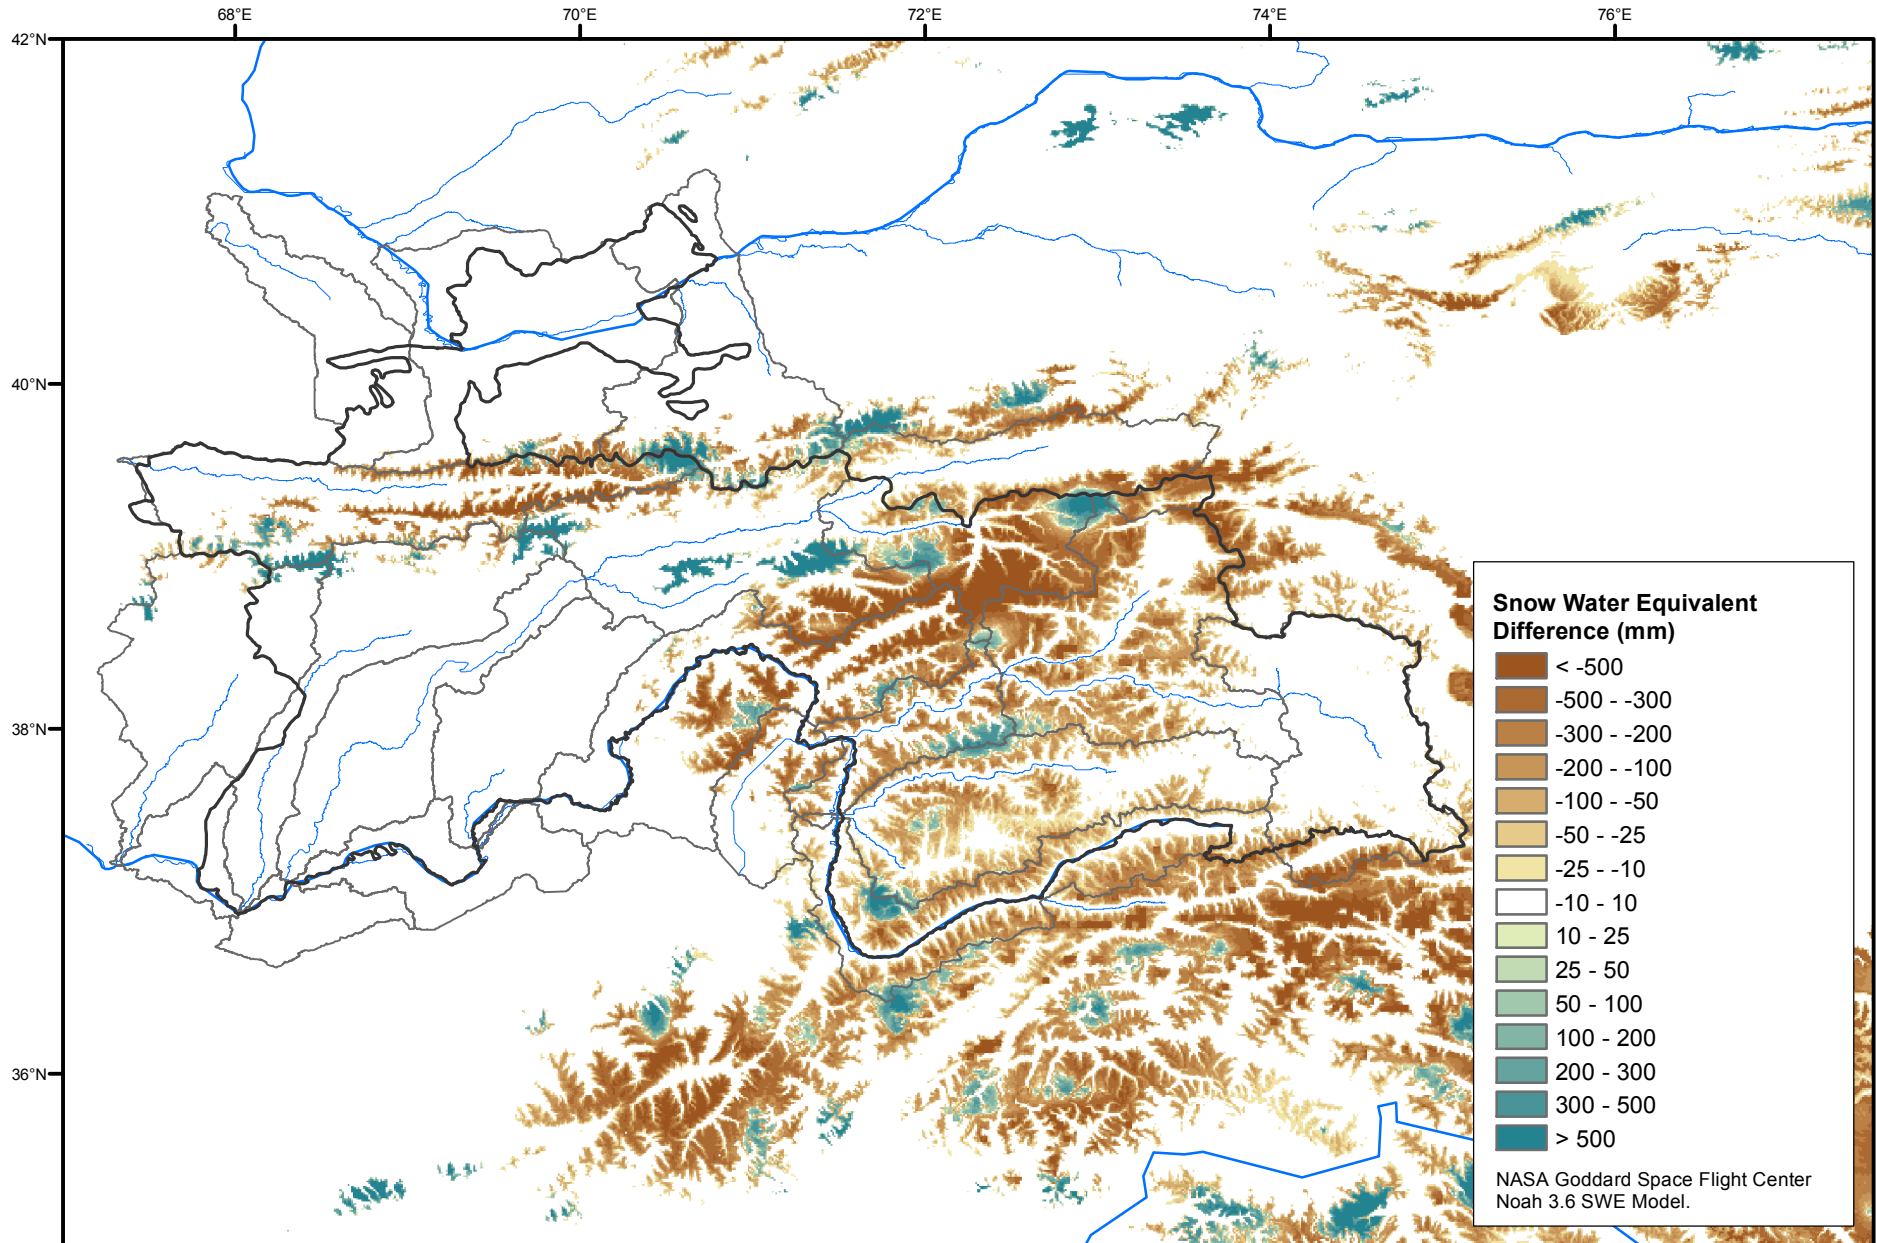 68°E
70°E
72°E
74°E
76°E
42°N
40°N
38°N
36°N
Snow Water Equivalent
Difference (mm)
< -500
-500 - -300
-300 - -200
-200 - -100
-100 - -50
-50 - -25
-25 - -10
-10 - 10
10 - 25
25 - 50
50 - 100
100 - 200
200 - 300
300 - 500
> 500
NASA Goddard Space Flight Center
Noah 3.6 SWE Model.